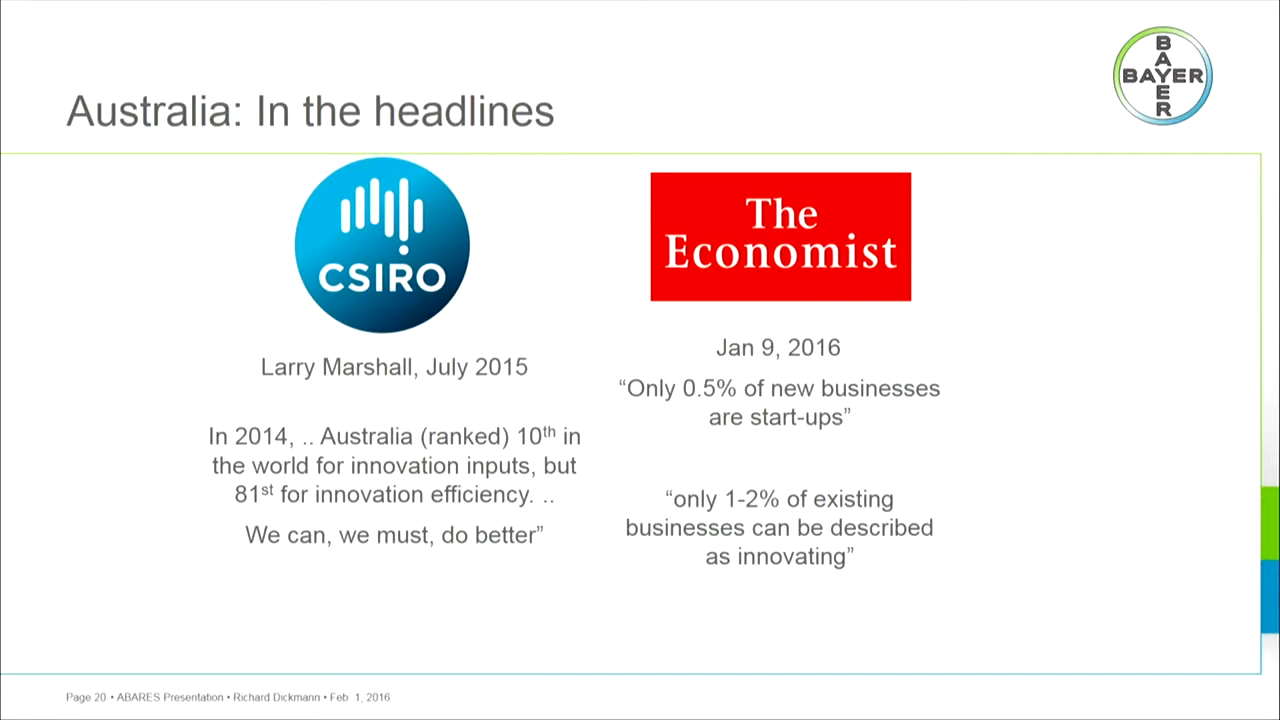 BAYER
BAYER
Australia: In the headlines
CSIRO
Larry Marshall, July 2015
In 2014, .. Australia (ranked) 10th in
the world for innovation inputs, but
81st for innovation efficiency. ..
We can, we must, do better”
The
Economist
Jan 9, 2016
“Only 0.5% of new businesses
are start-ups”
“only 1-2% of existing
businesses can be described
as innovating”
Page 20 • ABARES Presentation • Richard Dickmann • Feb 1, 2016